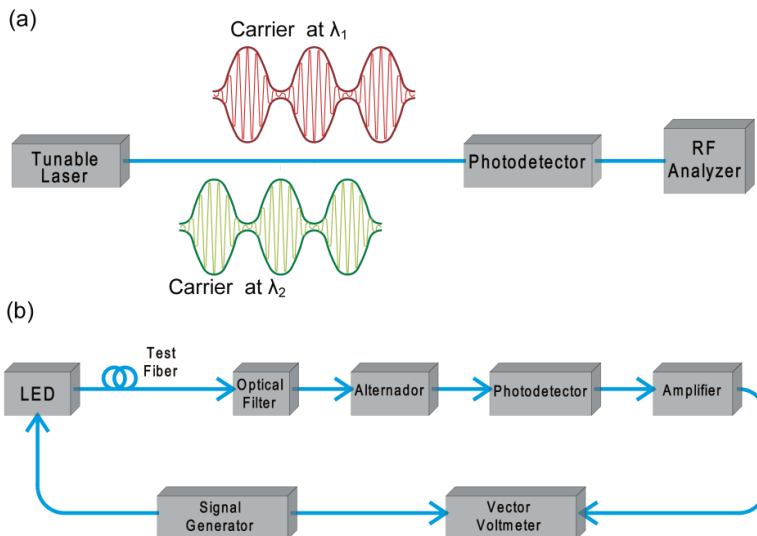 (a)
Carrier at λ1
Tunable
Laser
Photodetector
RF
Analyzer
Carrier at λ2
(b)
Test
Fiber
LED
Optical
Filter
Alternador
Photodetector
Amplifier
Signal
Generator
Vector
Voltmeter